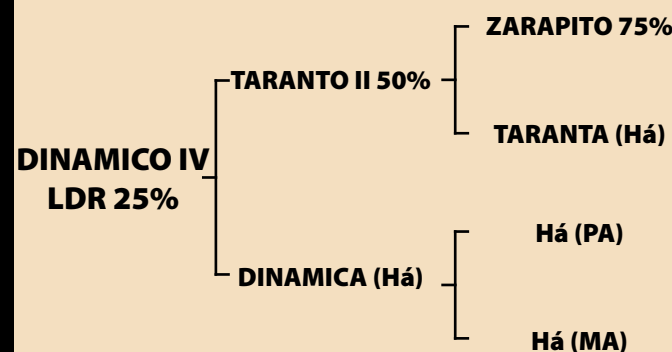 ZARAPITO 75%
TARANTO II 50%
TARANTA (Há)
DINAMICO IV
LDR 25%
Há (PA)
DINAMICA (Há)
Há (MA)